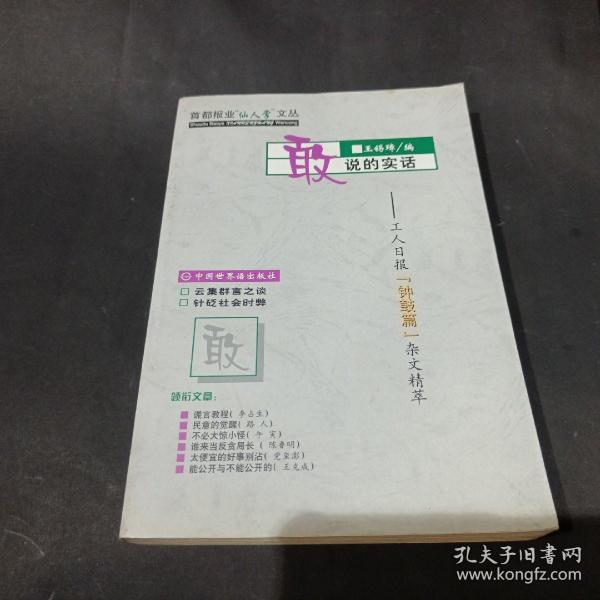 首都报业“仙人掌”文丛
王锡璋/编
敢说的实话
——工人日报「钟鼓篇」杂文精萃
中国世界语出版社
云集群言之谈
针砭社会时弊
敢
领衔文章：
谎言教程(李占生)
民意的觉醒(路人)
不必大惊小怪(午寅)
谁来当反贪局长(陈鲁明)
太便宜的好事别沾(党玺澎)
能公开与不能公开的(王克成)
孔夫子旧书网
www.kongfz.com